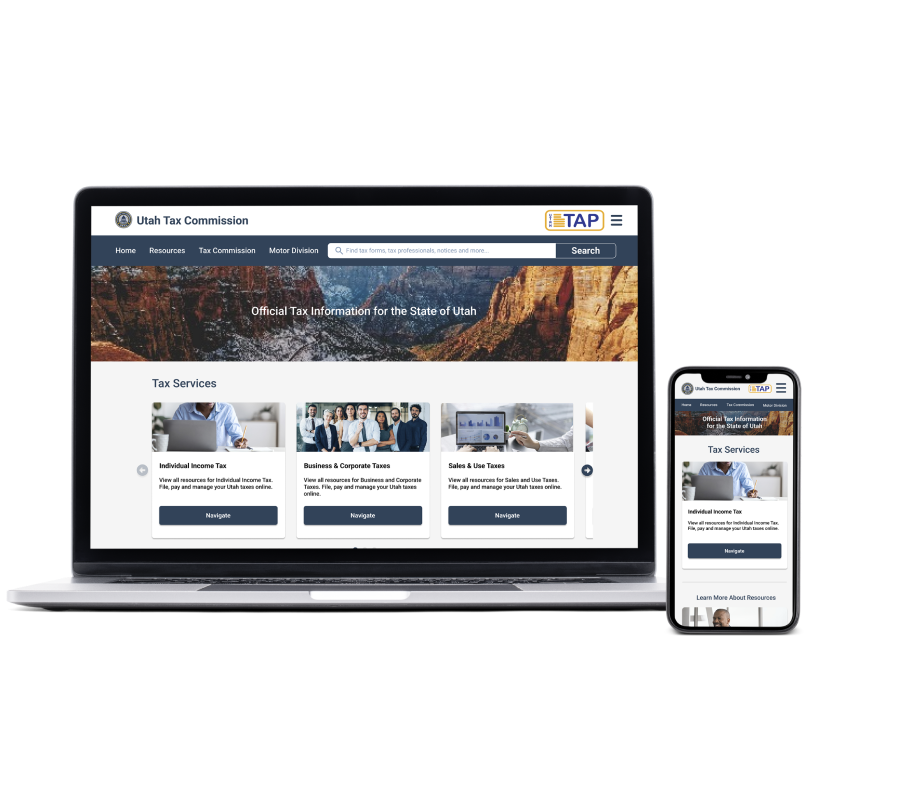 Utah Tax Commission
UTAH TAP
Home Resources Tax Commission Motor Division Find tax forms, tax professionals, notices and more... Search
Official Tax Information for the State of Utah
Tax Services
Individual Income Tax
View all resources for Individual Income Tax.
File, pay and manage your Utah taxes online.
Navigate
Business & Corporate Taxes
View all resources for Business and Corporate
Taxes. File, pay and manage your Utah taxes
online.
Navigate
Sales & Use Taxes
View all resources for Sales and Use Taxes.
File, pay and manage your Utah taxes online.
Navigate
Utah Tax Commission
TAP
Home Resources Tax Commission Motor Division
Official Tax Information
for the State of Utah
Tax Services
Individual Income Tax
View all resources for Individual Income Tax.
File, pay and manage your Utah taxes online.
Navigate
Learn More About Resources